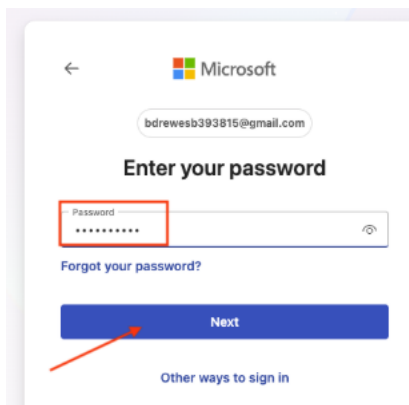 Microsoft
bdrewesb393815@gmail.com
Enter your password
Password
••••••••••
Forgot your password?
Next
Other ways to sign in